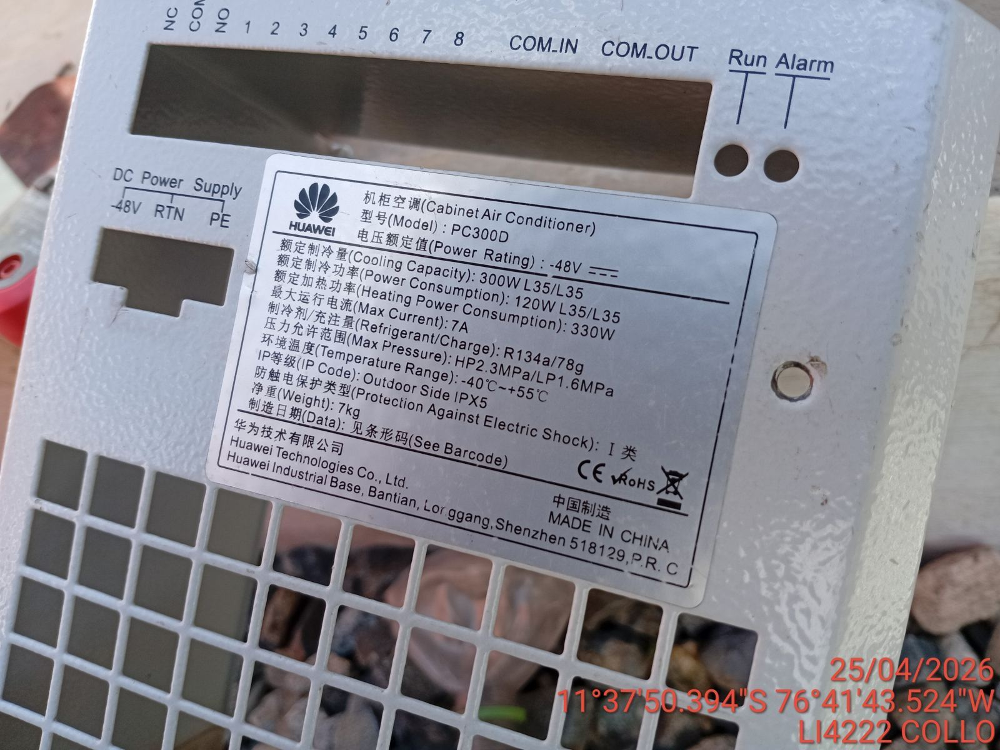 NC COM NO 1 2 3 4 5 6 7 8 COM_IN COM_OUT Run Alarm
DC Power Supply
-48V RTN PE
HUAWEI
机柜空调(Cabinet Air Conditioner)
型号(Model) : PC300D
电压额定值(Power Rating) : -48V
额定制冷量(Cooling Capacity): 300W L35/L35
额定制冷功率(Power Consumption): 120W L35/L35
额定加热功率(Heating Power Consumption): 330W
最大运行电流(Max Current): 7A
制冷剂/充注量(Refrigerant/Charge): R134a/78g
压力允许范围(Max Pressure): HP2.3MPa/LP1.6MPa
环境温度(Temperature Range): -40℃~+55℃
IP等级(IP Code): Outdoor Side IPX5
防触电保护类型(Protection Against Electric Shock): I 类
净重(Weight): 7kg
制造日期(Data): 见条形码(See Barcode)
CE RoHS
华为技术有限公司
Huawei Technologies Co., Ltd.
Huawei Industrial Base, Bantian, Longgang,Shenzhen 518129,P.R. C
中国制造
MADE IN CHINA
25/04/2026
11°37'50.394"S 76°41'43.524"W
LI4222 COLLO